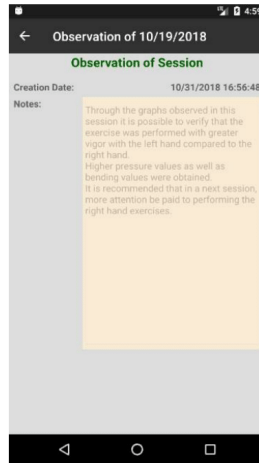 4:59
Observation of 10/19/2018
Observation of Session
Creation Date: 10/31/2018 16:56:48
Notes:
Through the graphs observed in this
session it is possible to verify that the
exercise was performed with greater
vigor with the left hand compared to the
right hand.
Higher pressure values as well as
bending values were obtained.
It is recommended that in a next session,
more attention be paid to performing the
right hand exercises.